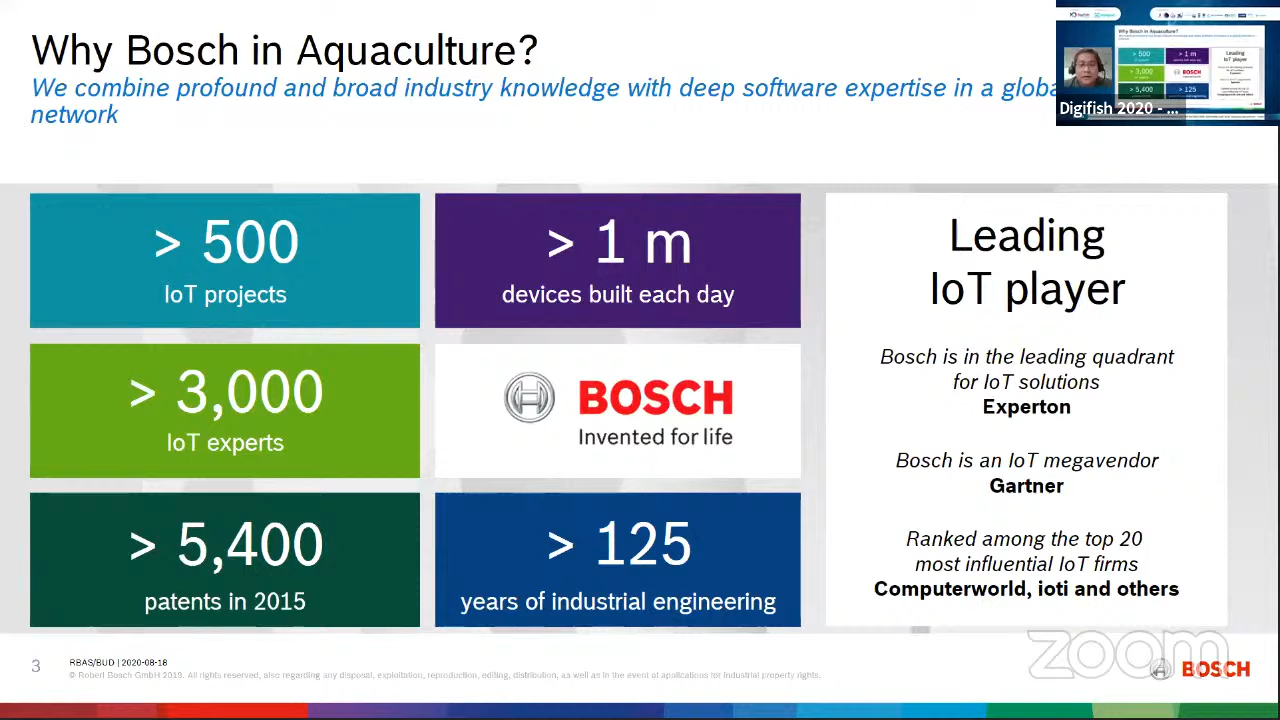 Why Bosch in Aquaculture?
We combine profound and broad industry knowledge with deep software expertise in a globa
network
Digifish 2020 - ...
> 500
IoT projects
> 1 m
devices built each day
> 3,000
IoT experts
BOSCH
Invented for life
> 5,400
patents in 2015
> 125
years of industrial engineering
Leading
IoT player
Bosch is in the leading quadrant
for IoT solutions
Experton
Bosch is an IoT megavendor
Gartner
Ranked among the top 20
most influential IoT firms
Computerworld, ioti and others
3
RBAS/BUD | 2020-08-18
© Robert Bosch GmbH 2019. All rights reserved, also regarding any disposal, exploitation, reproduction, editing, distribution, as well as in the event of applications for industrial property rights.
zoom
BOSCH